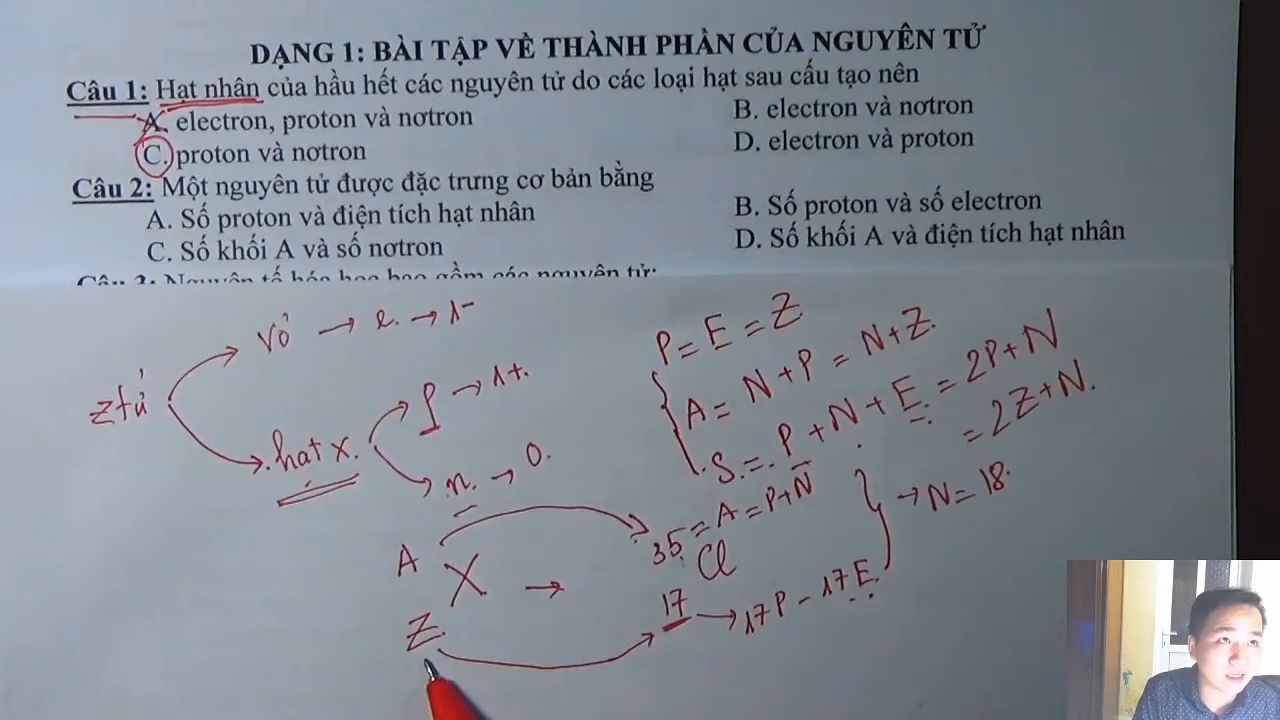 DẠNG 1: BÀI TẬP VỀ THÀNH PHẦN CỦA NGUYÊN TỬ
Câu 1: Hạt nhân của hầu hết các nguyên tử do các loại hạt sau cấu tạo nên
A. electron, proton và nơtron
B. electron và nơtron
C. proton và nơtron
D. electron và proton
Câu 2: Một nguyên tử được đặc trưng cơ bản bằng
A. Số proton và điện tích hạt nhân
B. Số proton và số electron
C. Số khối A và số nơtron
D. Số khối A và điện tích hạt nhân
vỏ → e. → 1-
ztử
hat x.
p → 1+.
n. → 0.
P = E = Z
A = N + P = N + Z.
S. = P + N + E. = 2P + N
= 2Z + N.
A
X →
Z.
35 = A = P + N
Cl
17 → 17P - 17E.
→ N = 18.